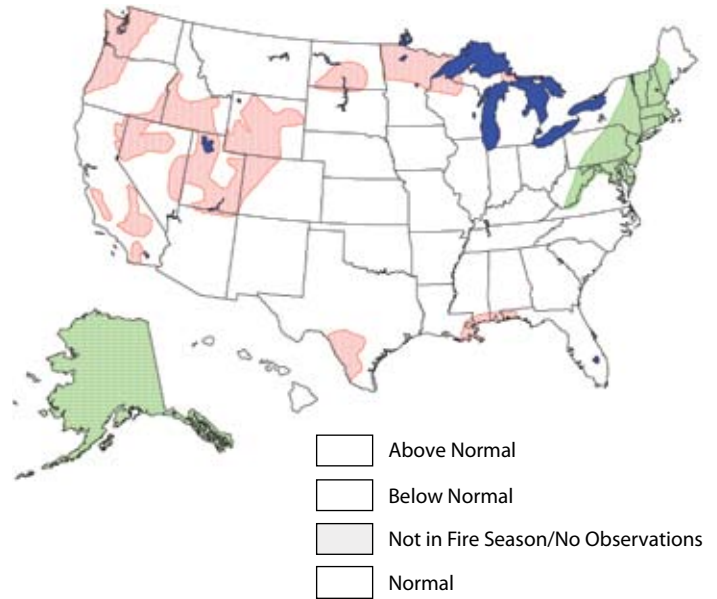 Above Normal
Below Normal
Not in Fire Season/No Observations
Normal